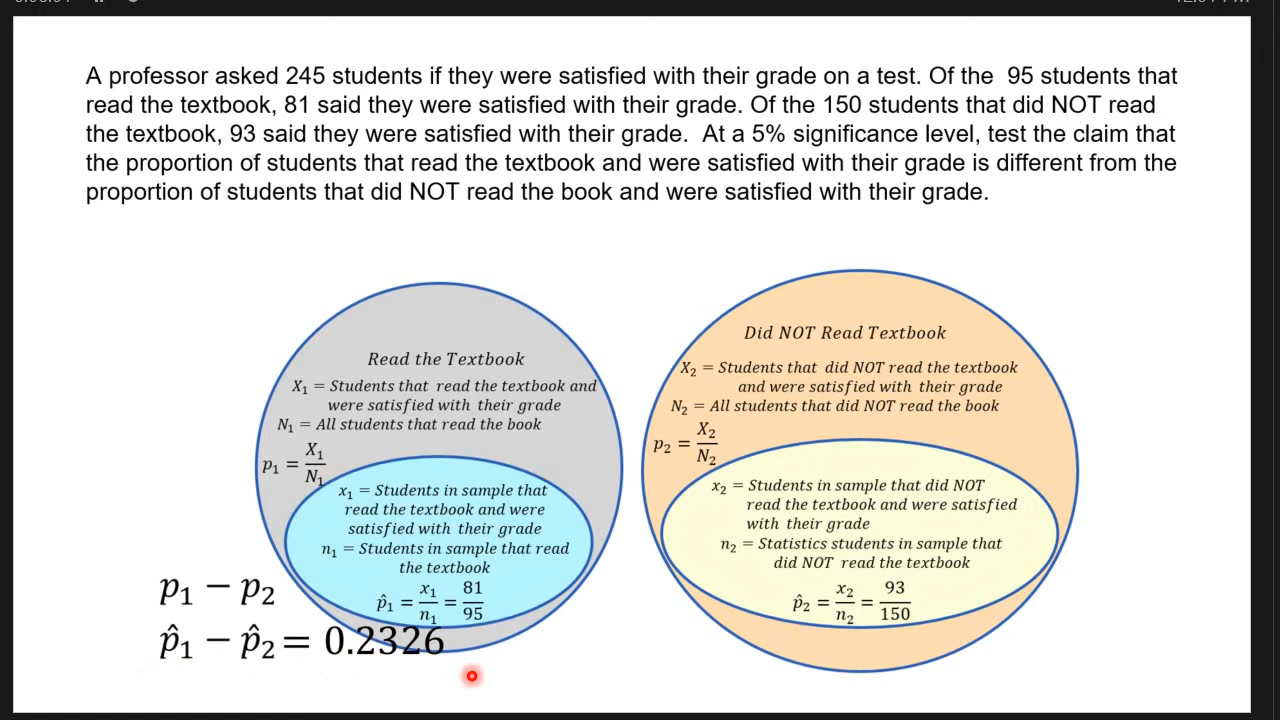 A professor asked 245 students if they were satisfied with their grade on a test. Of the  95 students that
read the textbook, 81 said they were satisfied with their grade. Of the 150 students that did NOT read
the textbook, 93 said they were satisfied with their grade.  At a 5% significance level, test the claim that
the proportion of students that read the textbook and were satisfied with their grade is different from the
proportion of students that did NOT read the book and were satisfied with their grade.
Read the Textbook
X₁ = Students that read the textbook and
were satisfied with their grade
N₁ = All students that read the book
p₁ = X₁/N₁
x₁ = Students in sample that
read the textbook and were
satisfied with their grade
n₁ = Students in sample that read
the textbook
p̂₁ = x₁/n₁ = 81/95
Did NOT Read Textbook
X₂ = Students that did NOT read the textbook
and were satisfied with their grade
N₂ = All students that did NOT read the book
p₂ = X₂/N₂
x₂ = Students in sample that did NOT
read the textbook and were satisfied
with their grade
n₂ = Statistics students in sample that
did NOT read the textbook
p̂₂ = x₂/n₂ = 93/150
p₁ − p₂
p̂₁ − p̂₂ = 0.2326